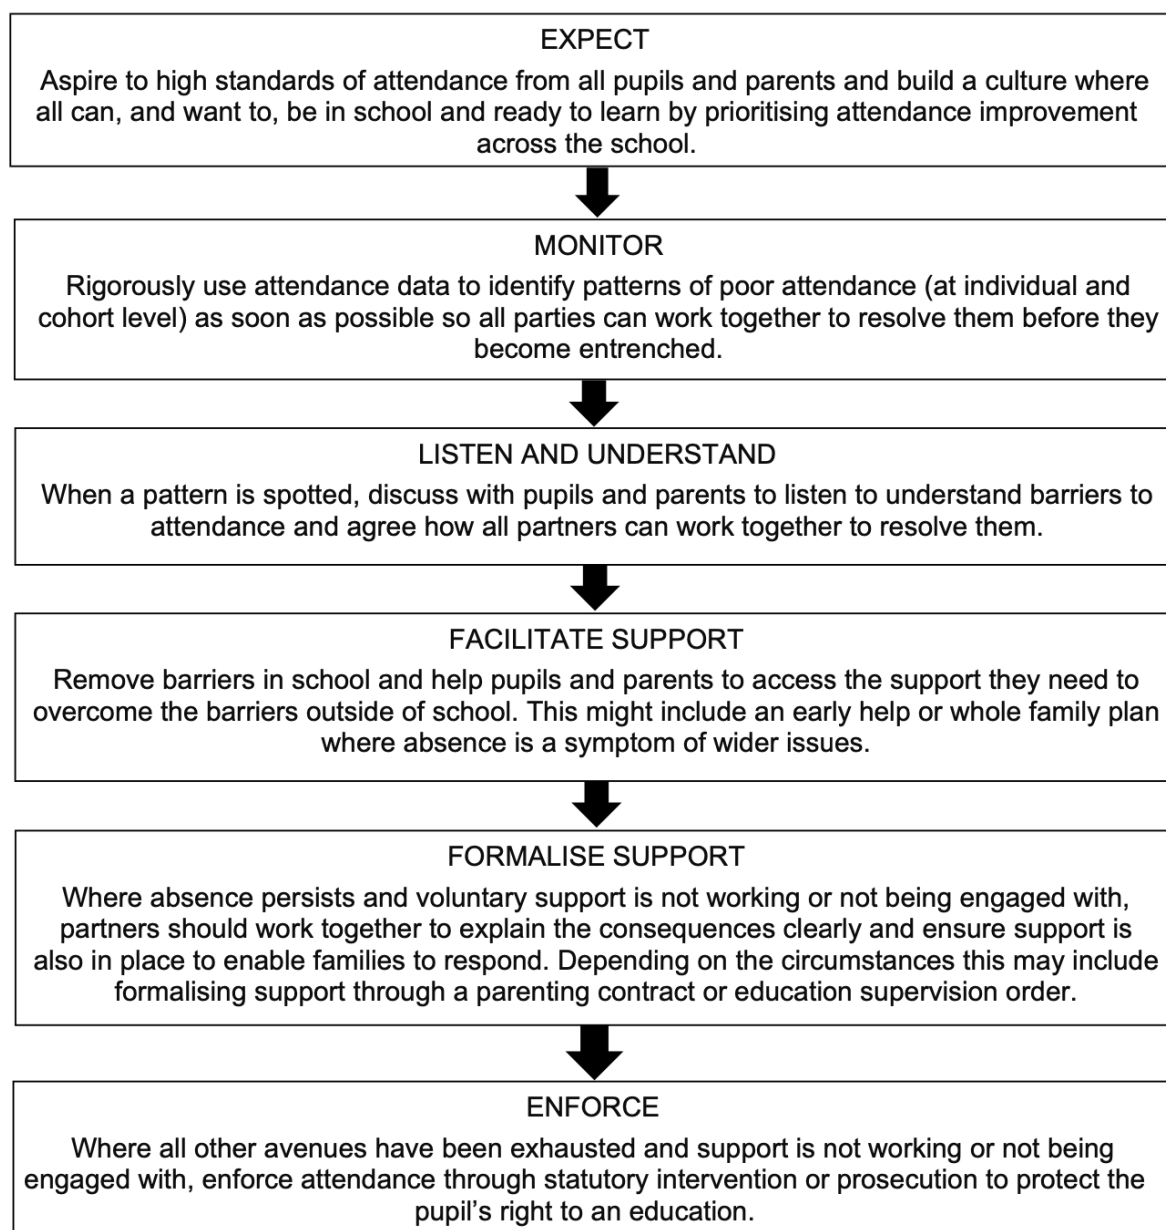 EXPECT
Aspire to high standards of attendance from all pupils and parents and build a culture where
all can, and want to, be in school and ready to learn by prioritising attendance improvement
across the school.
MONITOR
Rigorously use attendance data to identify patterns of poor attendance (at individual and
cohort level) as soon as possible so all parties can work together to resolve them before they
become entrenched.
LISTEN AND UNDERSTAND
When a pattern is spotted, discuss with pupils and parents to listen to understand barriers to
attendance and agree how all partners can work together to resolve them.
FACILITATE SUPPORT
Remove barriers in school and help pupils and parents to access the support they need to
overcome the barriers outside of school. This might include an early help or whole family plan
where absence is a symptom of wider issues.
FORMALISE SUPPORT
Where absence persists and voluntary support is not working or not being engaged with,
partners should work together to explain the consequences clearly and ensure support is
also in place to enable families to respond. Depending on the circumstances this may include
formalising support through a parenting contract or education supervision order.
ENFORCE
Where all other avenues have been exhausted and support is not working or not being
engaged with, enforce attendance through statutory intervention or prosecution to protect the
pupil’s right to an education.